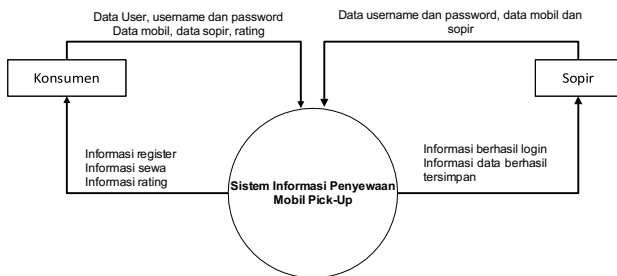 Data User, username dan password
Data mobil, data sopir, rating
Data username dan password, data mobil dan
sopir
Konsumen
Sopir
Informasi register
Informasi sewa
Informasi rating
Sistem Informasi Penyewaan
Mobil Pick-Up
Informasi berhasil login
Informasi data berhasil
tersimpan